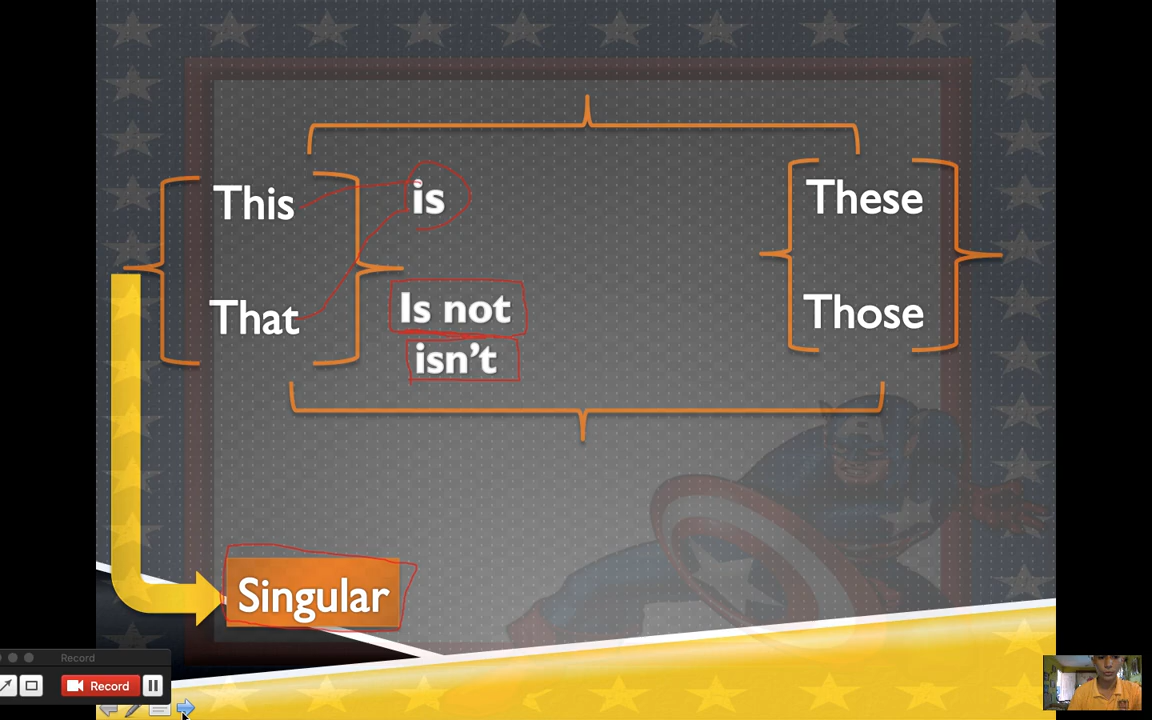 This
is
These
That
Is not
isn't
Those
Singular
Record
Record